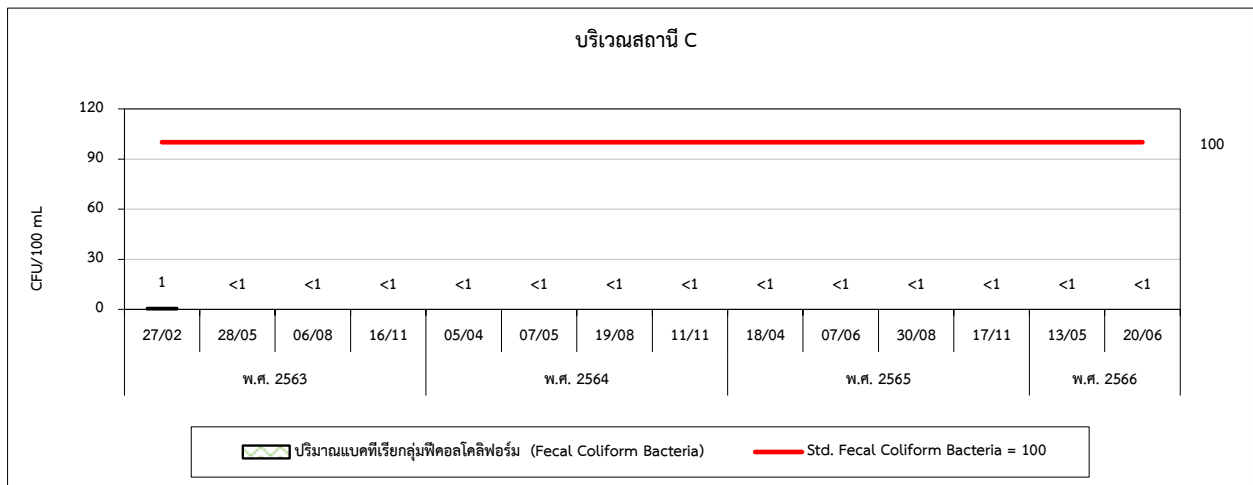 บริเวณสถานี C
120
90
60
30
0
CFU/100 mL
100
1 <1 <1 <1 <1 <1 <1 <1 <1 <1 <1 <1 <1 <1
27/02 28/05 06/08 16/11 05/04 07/05 19/08 11/11 18/04 07/06 30/08 17/11 13/05 20/06
พ.ศ. 2563 พ.ศ. 2564 พ.ศ. 2565 พ.ศ. 2566
ปริมาณแบคทีเรียกลุ่มฟีคอลโคลิฟอร์ม (Fecal Coliform Bacteria) Std. Fecal Coliform Bacteria = 100